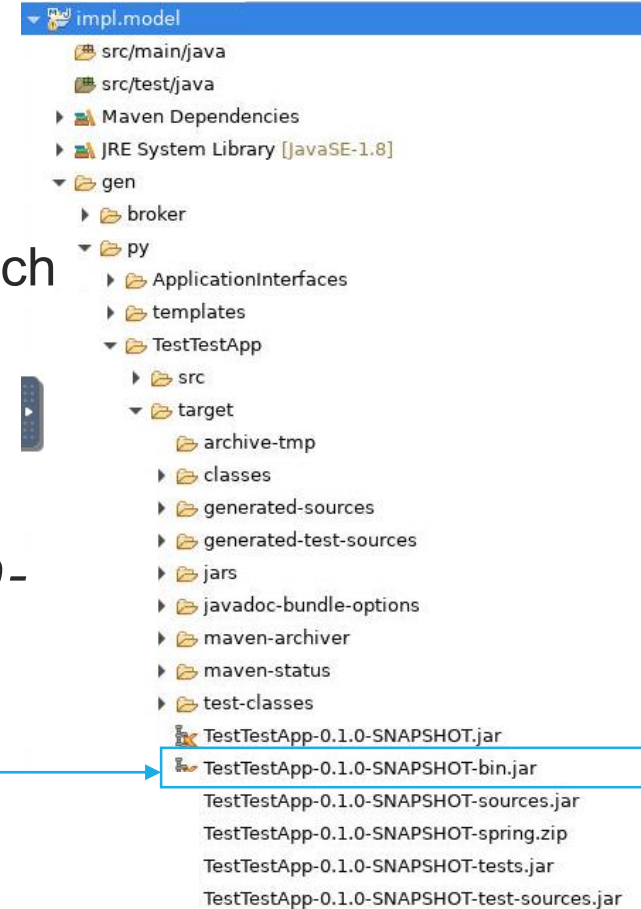 impl.model
src/main/java
src/test/java
Maven Dependencies
JRE System Library [JavaSE-1.8]
gen
broker
py
ch
ApplicationInterfaces
templates
TestTestApp
src
target
archive-tmp
classes
generated-sources
generated-test-sources
0-
jars
javadoc-bundle-options
maven-archiver
maven-status
test-classes
TestTestApp-0.1.0-SNAPSHOT.jar
TestTestApp-0.1.0-SNAPSHOT-bin.jar
TestTestApp-0.1.0-SNAPSHOT-sources.jar
TestTestApp-0.1.0-SNAPSHOT-spring.zip
TestTestApp-0.1.0-SNAPSHOT-tests.jar
TestTestApp-0.1.0-SNAPSHOT-test-sources.jar